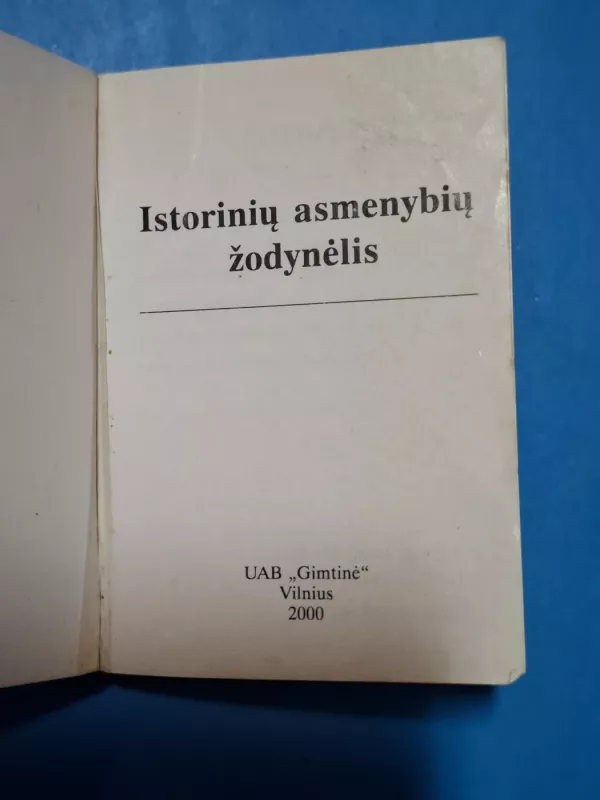 Istorinių asmenybių
žodynėlis
UAB „Gimtinė“
Vilnius
2000